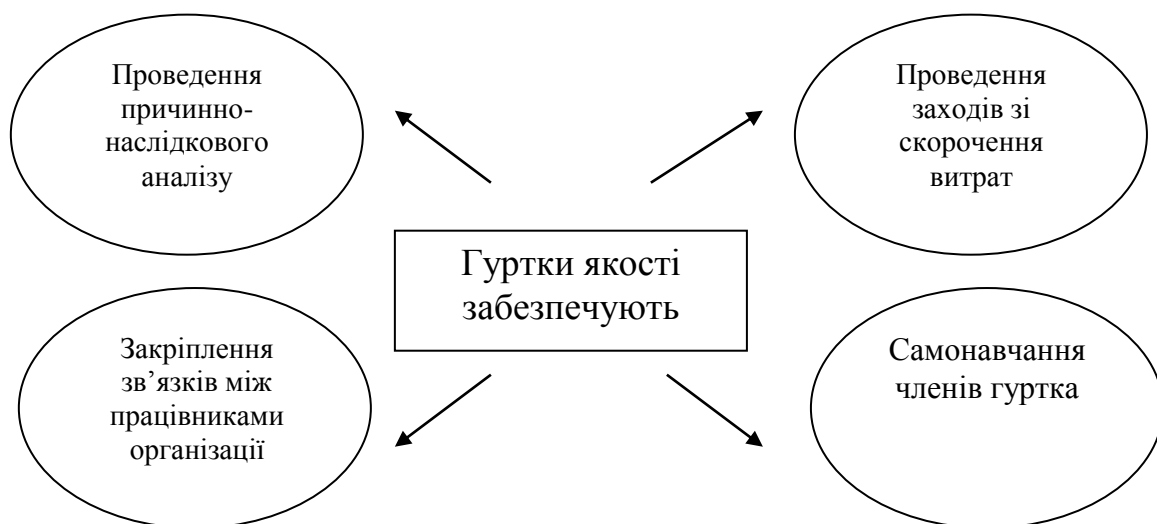 Проведення
причинно-
наслідкового
аналізу
Проведення
заходів зі
скорочення
витрат
Гуртки якості
забезпечують
Закріплення
зв’язків між
працівниками
організації
Самонавчання
членів гуртка